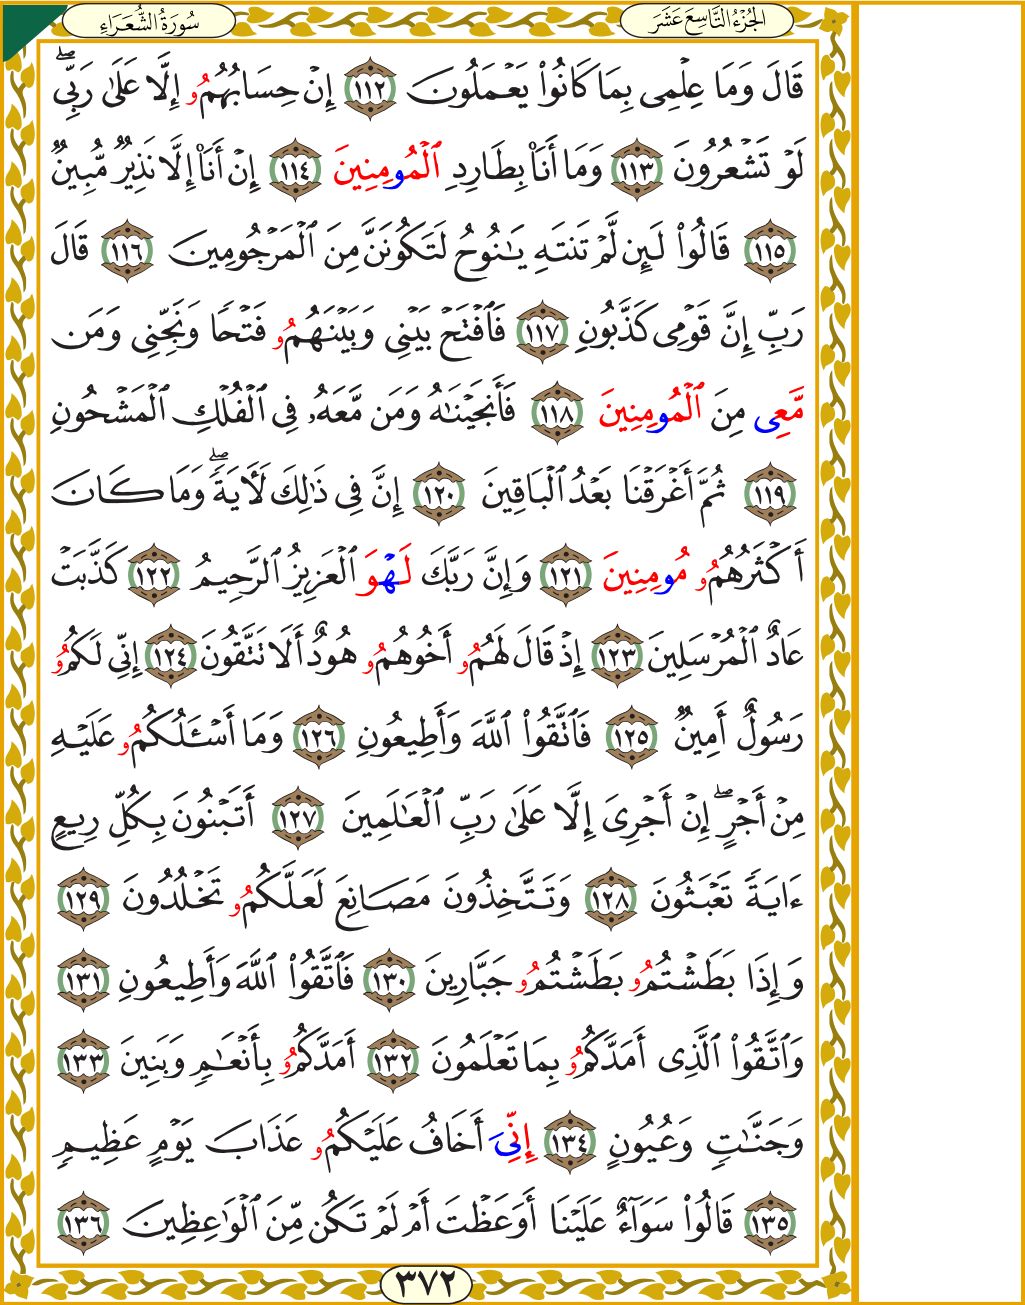 الجُزْءُ التَّاسِعَ عَشَرَ سُورَةُ الشُّعَرَاءِ
قَالَ وَمَا عِلْمِى بِمَا كَانُواْ يَعْمَلُونَ ١١٢ إِنْ حِسَابُهُمُۥ إِلَّا عَلَىٰ رَبِّىۖ
لَوْ تَشْعُرُونَ ١١٣ وَمَا أَنَا۠ بِطَارِدِ ٱلْمُومِنِينَ ١١٤ إِنْ أَنَا۠ إِلَّا نَذِيرٌ مُّبِينٌ
١١٥ قَالُواْ لَئِن لَّمْ تَنتَهِ يَٰنُوحُ لَتَكُونَنَّ مِنَ ٱلْمَرْجُومِينَ ١١٦ قَالَ
رَبِّ إِنَّ قَوْمِى كَذَّبُونِ ١١٧ فَٱفْتَحْ بَيْنِى وَبَيْنَهُمُۥ فَتْحًا وَنَجِّنِى وَمَن
مَّعِى مِنَ ٱلْمُومِنِينَ ١١٨ فَأَنجَيْنَٰهُ وَمَن مَّعَهُۥ فِى ٱلْفُلْكِ ٱلْمَشْحُونِ
١١٩ ثُمَّ أَغْرَقْنَا بَعْدُ ٱلْبَاقِينَ ١٢٠ إِنَّ فِى ذَٰلِكَ لَأٓيَةًۖ وَمَا كَانَ
أَكْثَرُهُمُۥ مُومِنِينَ ١٢١ وَإِنَّ رَبَّكَ لَهْوَ ٱلْعَزِيزُ ٱلرَّحِيمُ ١٢٢ كَذَّبَتْ
عَادٌ ٱلْمُرْسَلِينَ ١٢٣ إِذْ قَالَ لَهُمُۥ أَخُوهُمُۥ هُودٌ أَلَا تَتَّقُونَ ١٢٤ إِنِّى لَكُمُۥ
رَسُولٌ أَمِينٌ ١٢٥ فَٱتَّقُواْ ٱللَّهَ وَأَطِيعُونِ ١٢٦ وَمَا أَسْـَٔلُكُمُۥ عَلَيْهِ
مِنْ أَجْرٍۖ إِنْ أَجْرِىَ إِلَّا عَلَىٰ رَبِّ ٱلْعَٰلَمِينَ ١٢٧ أَتَبْنُونَ بِكُلِّ رِيعٍ
ءَايَةً تَعْبَثُونَ ١٢٨ وَتَتَّخِذُونَ مَصَانِعَ لَعَلَّكُمُۥ تَخْلُدُونَ ١٢٩
وَإِذَا بَطَشْتُمُۥ بَطَشْتُمُۥ جَبَّارِينَ ١٣٠ فَٱتَّقُواْ ٱللَّهَ وَأَطِيعُونِ ١٣١
وَٱتَّقُواْ ٱلَّذِى أَمَدَّكُمُۥ بِمَا تَعْلَمُونَ ١٣٢ أَمَدَّكُمُۥ بِأَنْعَٰمٍ وَبَنِينَ ١٣٣
وَجَنَّٰتٍ وَعُيُونٍ ١٣٤ إِنِّىَ أَخَافُ عَلَيْكُمُۥ عَذَابَ يَوْمٍ عَظِيمٍ
١٣٥ قَالُواْ سَوَآءٌ عَلَيْنَا أَوَعَظْتَ أَمْ لَمْ تَكُن مِّنَ ٱلْوَٰعِظِينَ ١٣٦
٣٧٢